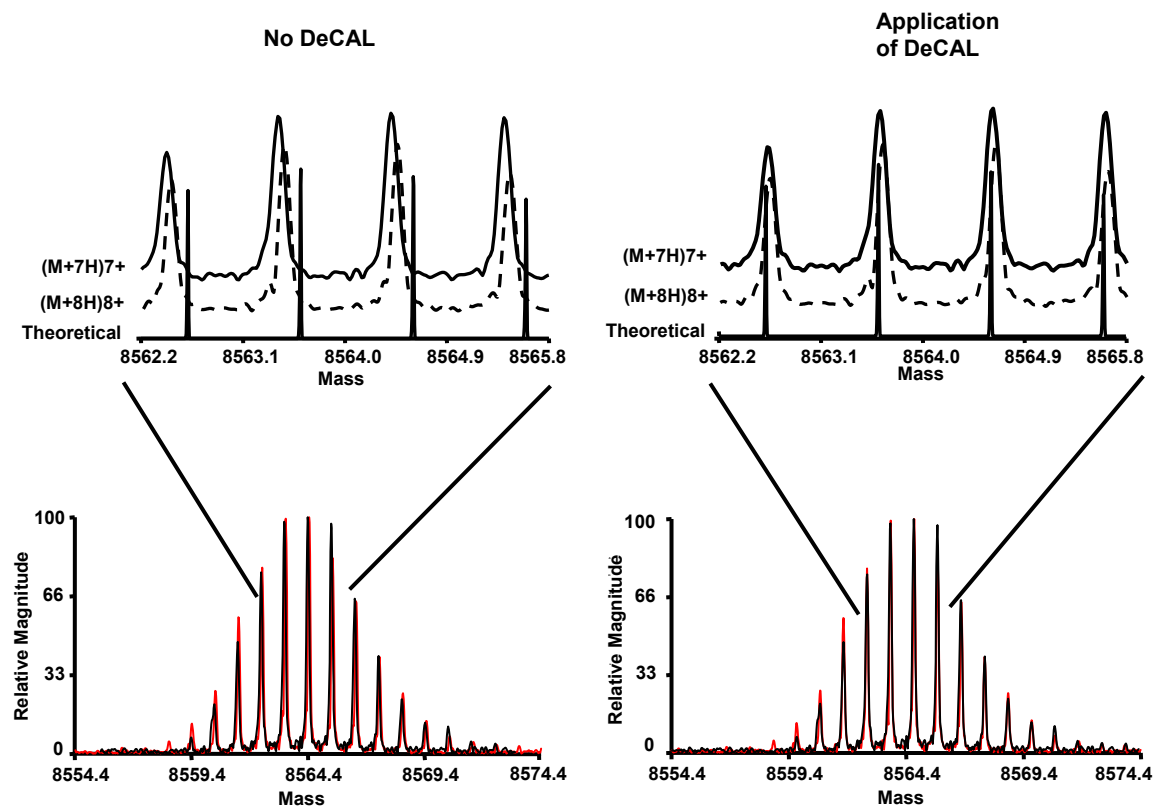 No DeCAL
Application
of DeCAL
(M+7H)7+
(M+8H)8+
Theoretical
8562.2 8563.1 8564.0 8564.9 8565.8
Mass
(M+7H)7+
(M+8H)8+
Theoretical
8562.2 8563.1 8564.0 8564.9 8565.8
Mass
Relative Magnitude
100
66
33
0
8554.4 8559.4 8564.4 8569.4 8574.4
Mass
Relative Magnitude
100
66
33
0
8554.4 8559.4 8564.4 8569.4 8574.4
Mass